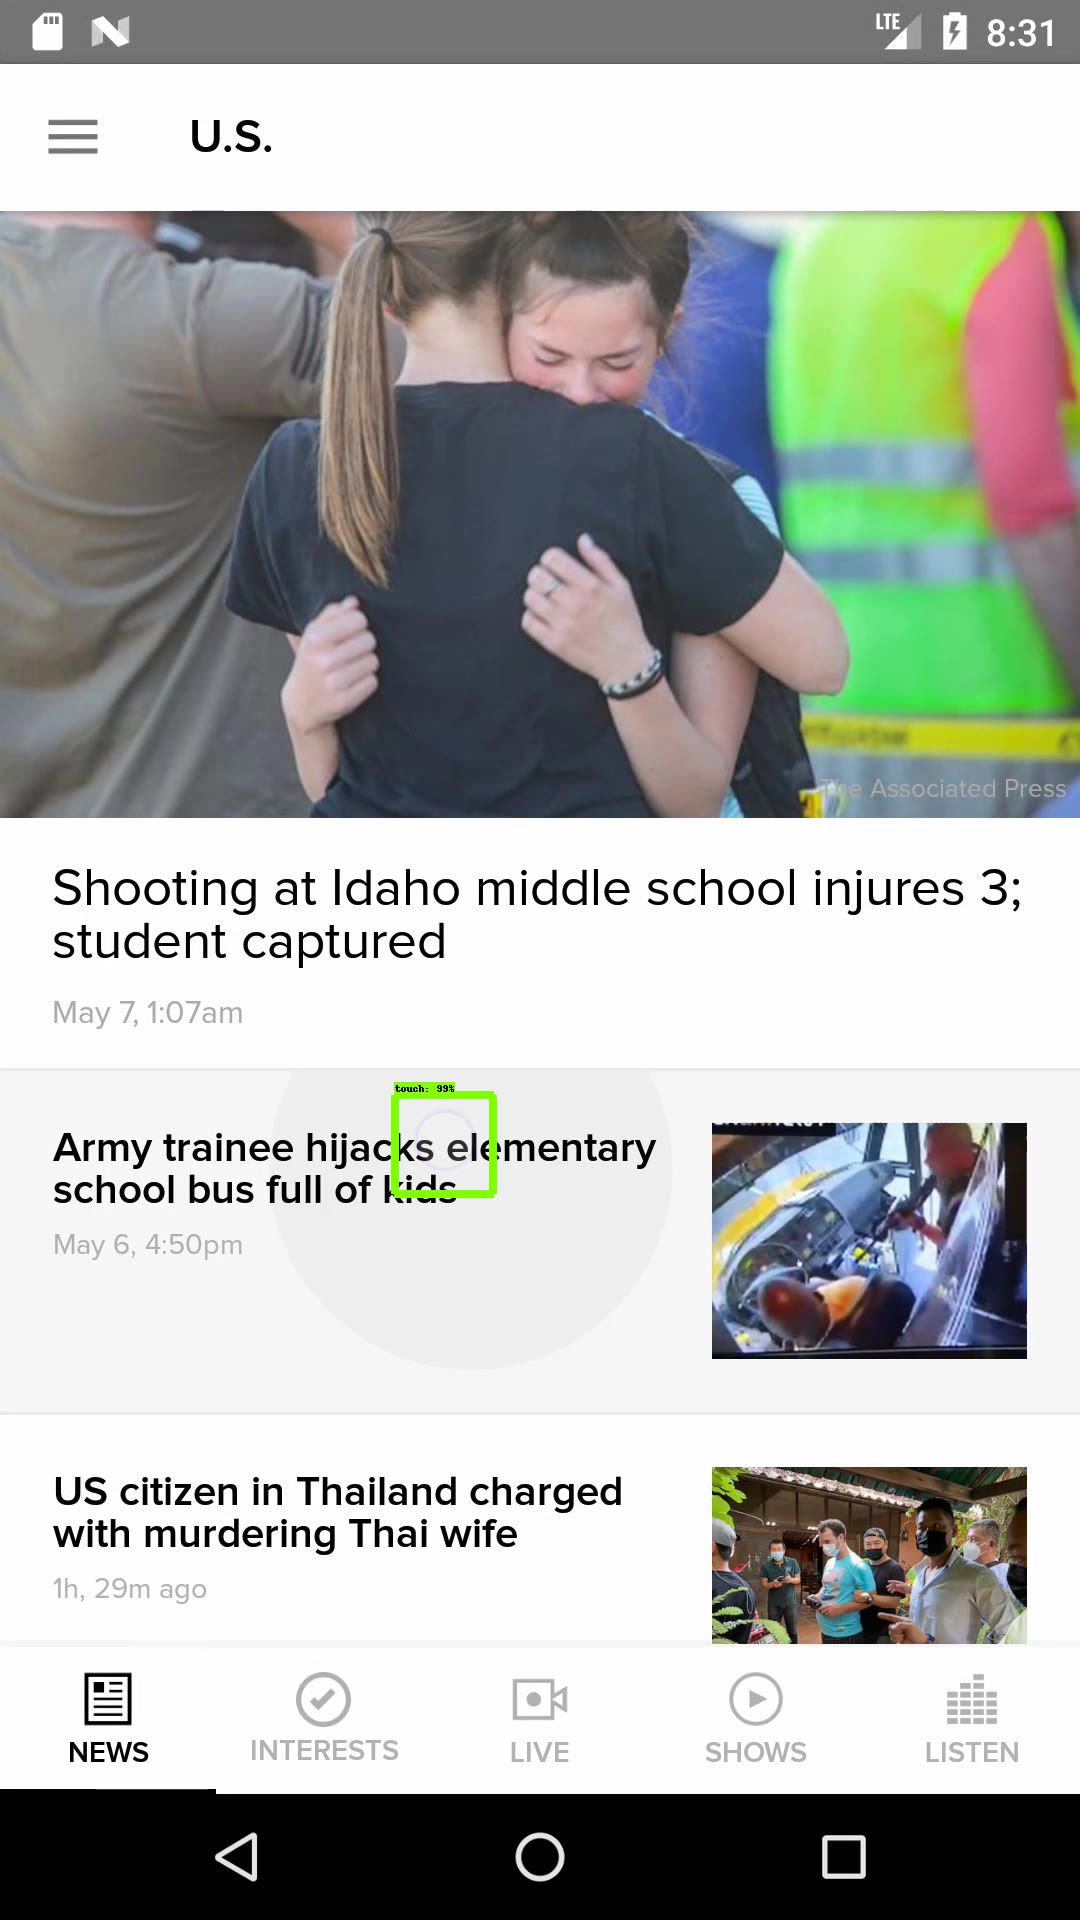 LTE 8:31
U.S.
The Associated Press
Shooting at Idaho middle school injures 3;
student captured
May 7, 1:07am
touch: 99%
Army trainee hijacks elementary
school bus full of kids
May 6, 4:50pm
US citizen in Thailand charged
with murdering Thai wife
1h, 29m ago
NEWS INTERESTS LIVE SHOWS LISTEN